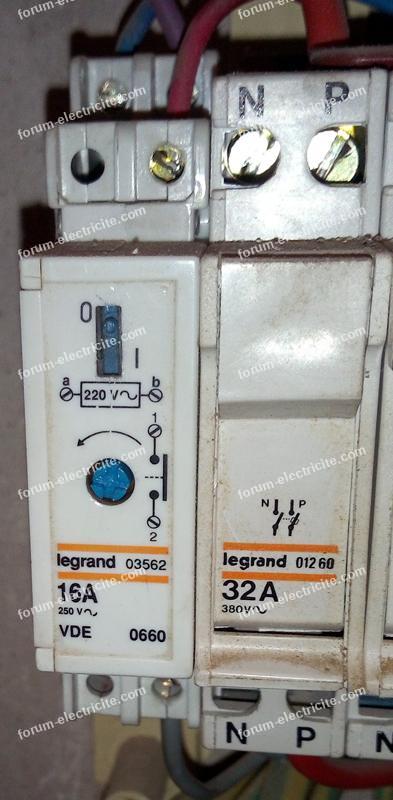 N P
0
I
a 220 V~ b
1
2
legrand 03562
16A
250 V~
VDE 0660
N P
legrand 01260
32A
380V~
N P
N
forum-electricite.com